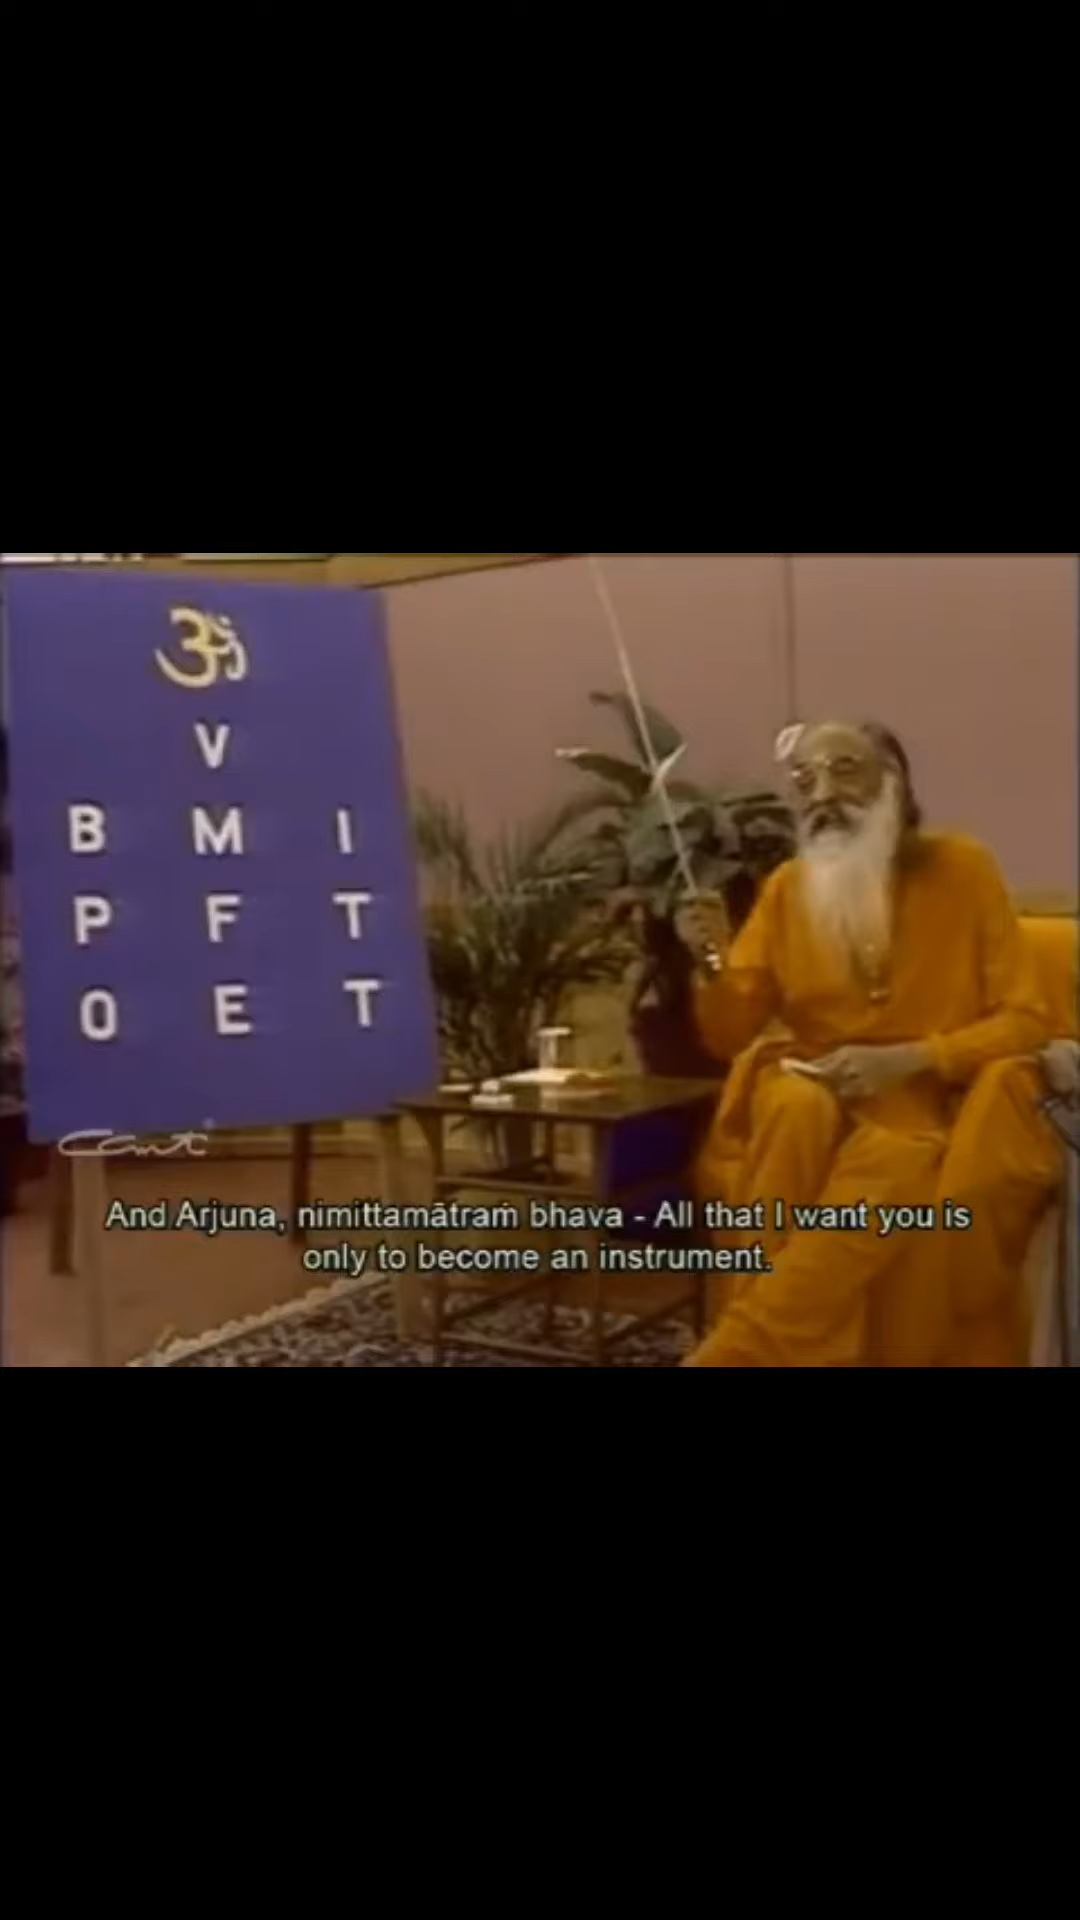 ॐ
V
B M I
P F T
O E T
And Arjuna, nimittamātraṁ bhava - All that I want you is
only to become an instrument.